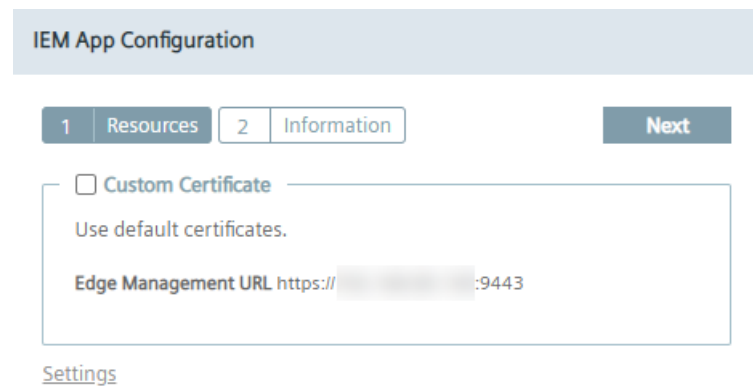 IEM App Configuration
1 Resources 2 Information Next
Custom Certificate
Use default certificates.
Edge Management URL https:// :9443
Settings